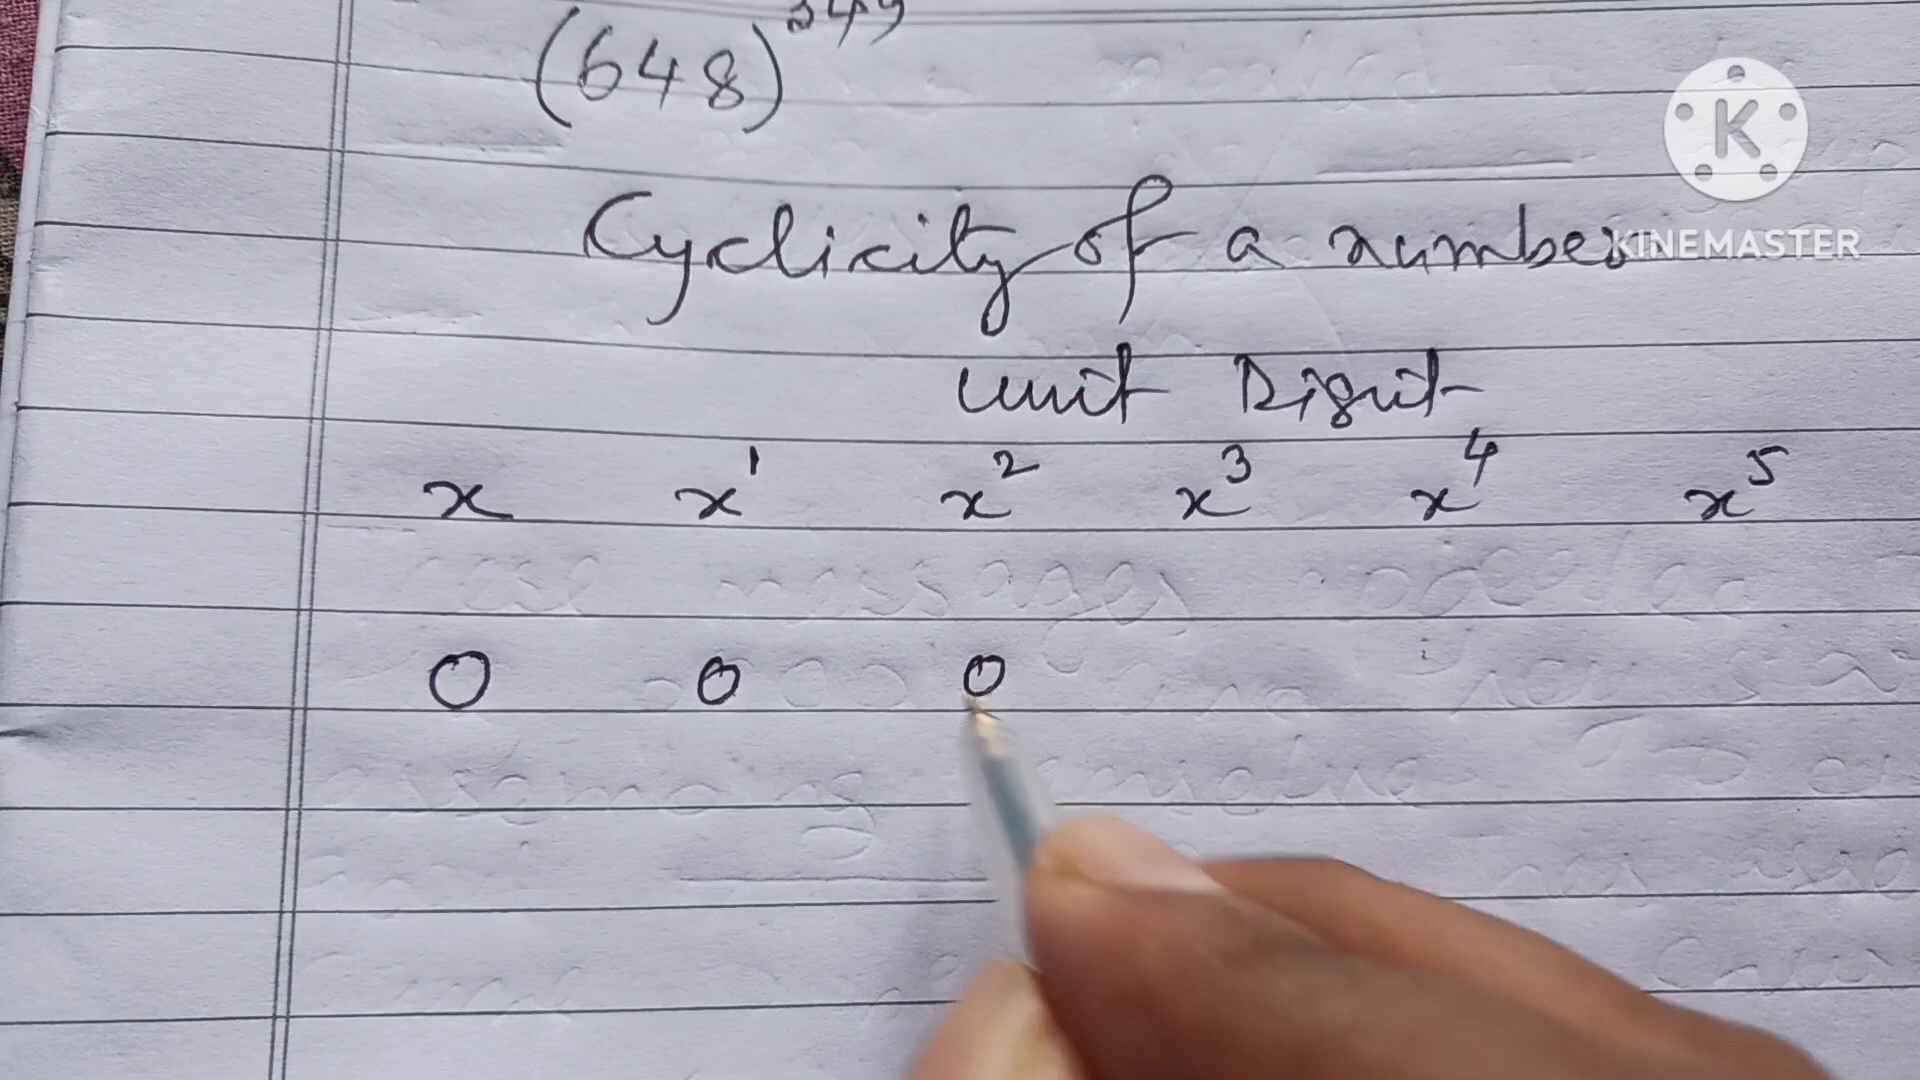 (648)
Cyclicity of a number
KINEMASTER
Unit Digit
x x¹ x² x³ x⁴ x⁵
0 0 0